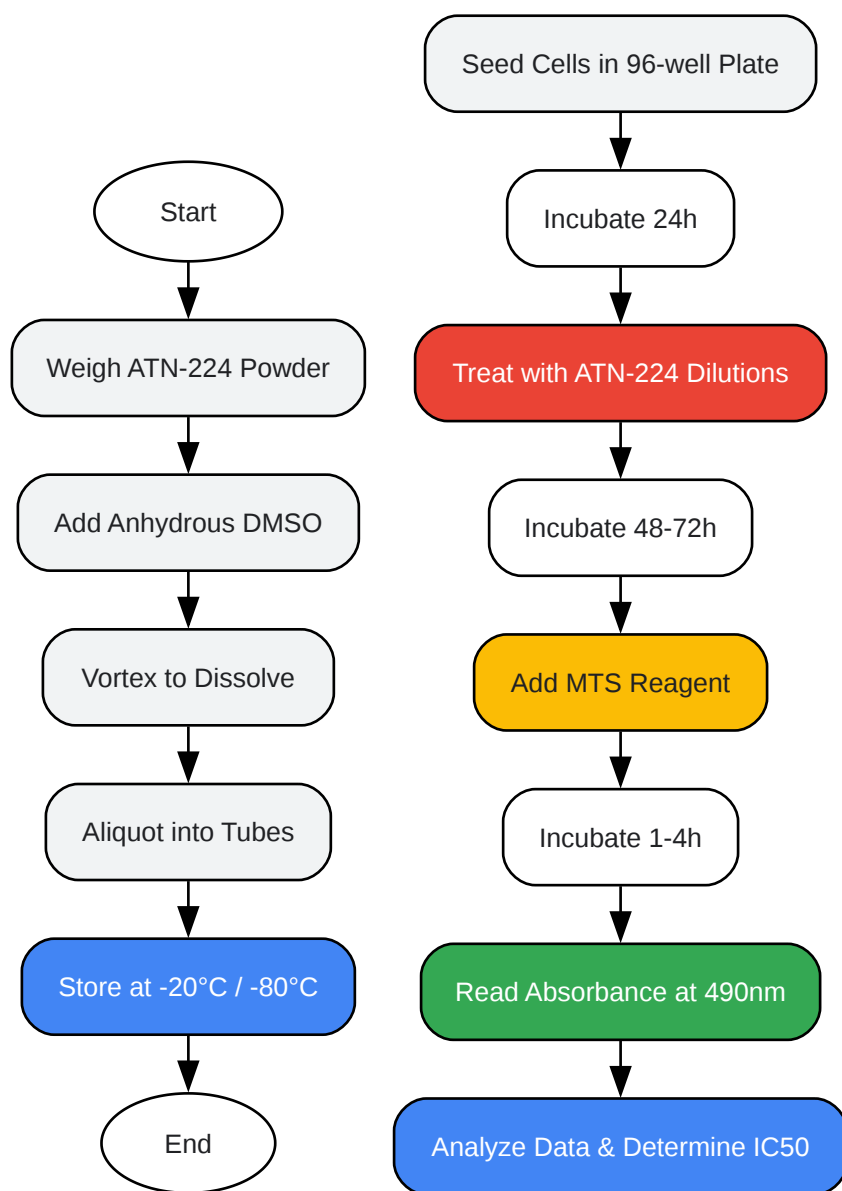 Start
Weigh ATN-224 Powder
Add Anhydrous DMSO
Vortex to Dissolve
Aliquot into Tubes
Store at -20°C / -80°C
End
Seed Cells in 96-well Plate
Incubate 24h
Treat with ATN-224 Dilutions
Incubate 48-72h
Add MTS Reagent
Incubate 1-4h
Read Absorbance at 490nm
Analyze Data & Determine IC50